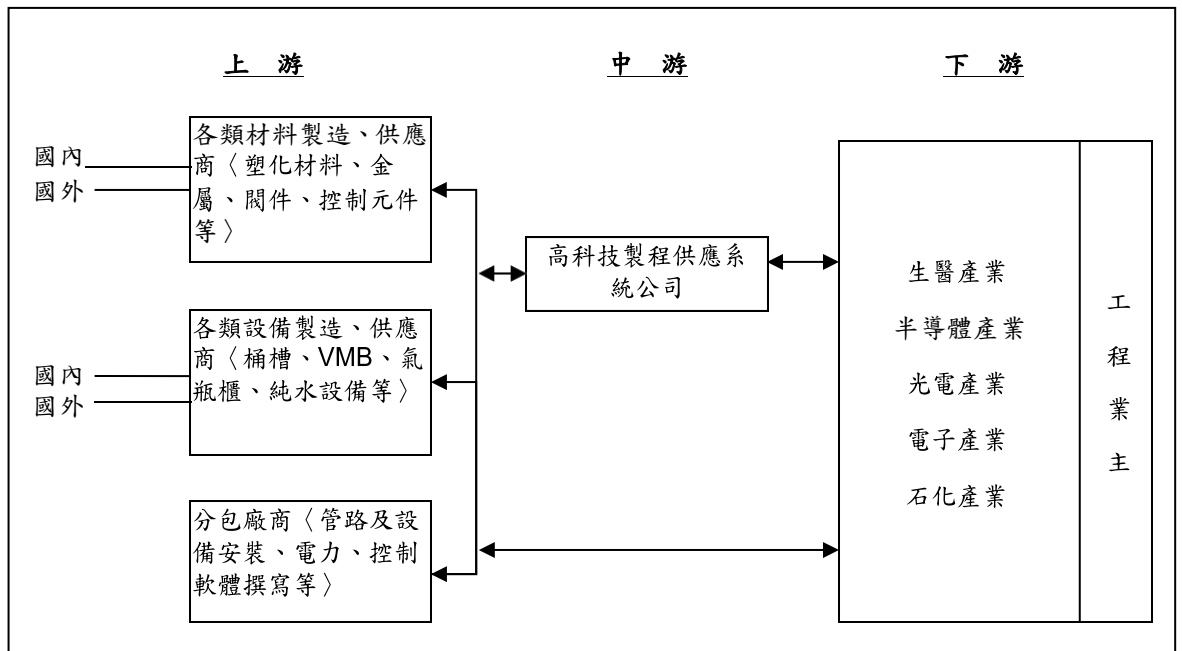 上 游
中 游
下 游
國內
國外
各類材料製造、供應
商〈塑化材料、金
屬、閥件、控制元件
等〉
高科技製程供應系
統公司
國內
國外
各類設備製造、供應
商〈桶槽、VMB、氣
瓶櫃、純水設備等〉
分包廠商〈管路及設
備安裝、電力、控制
軟體撰寫等〉
生醫產業
半導體產業
光電產業
電子產業
石化產業
工
程
業
主